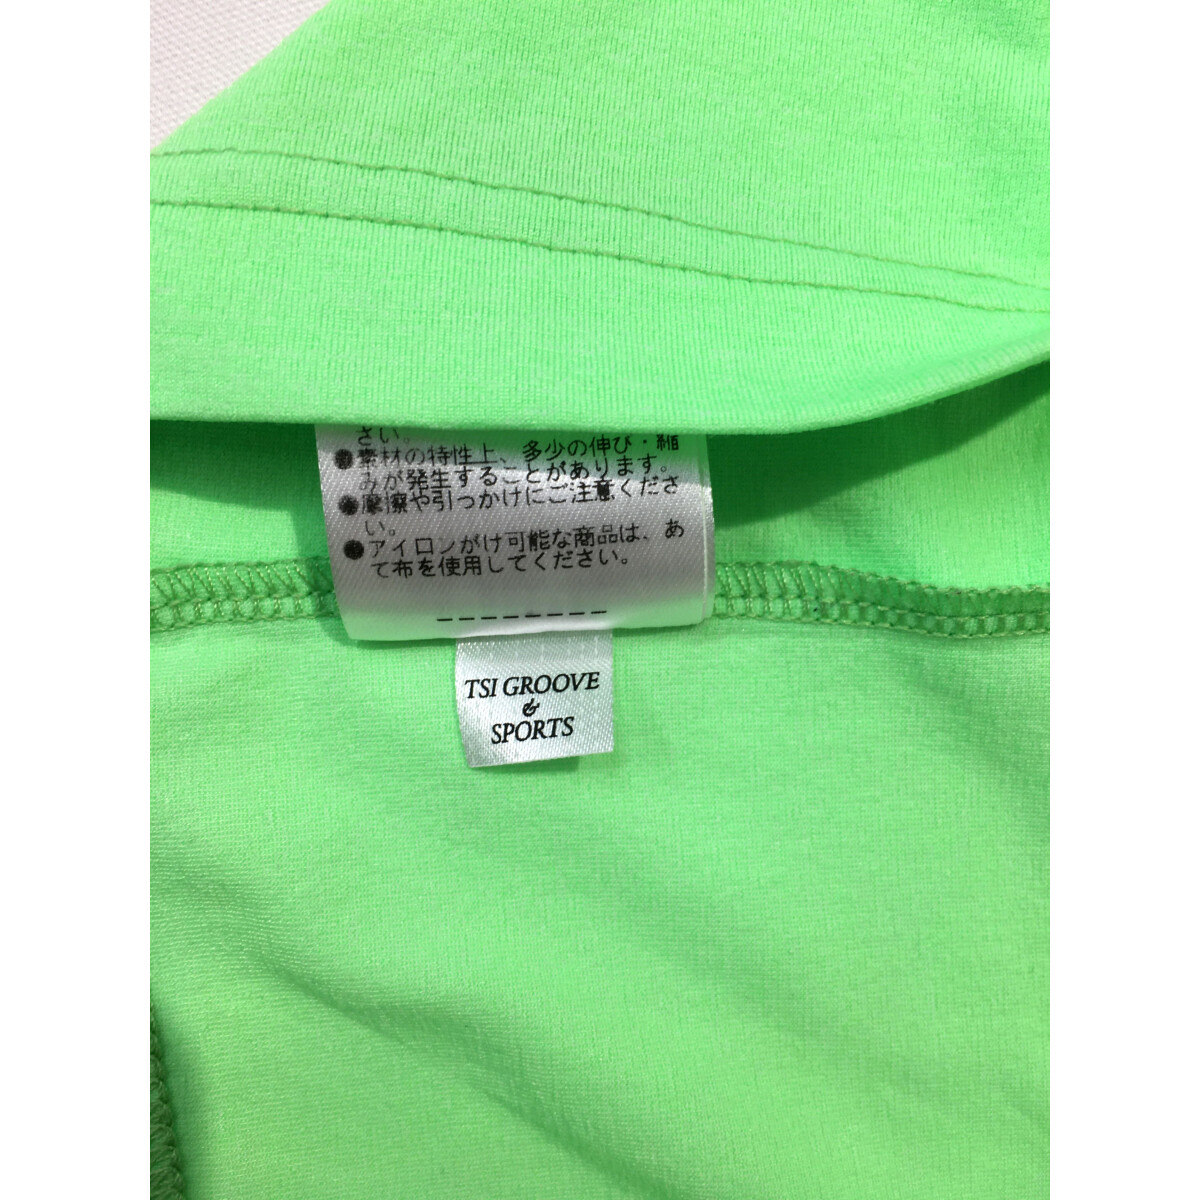 さい。
●素材の特性上、多少の伸び・縮
みが発生することがあります。
●摩擦や引っかけにご注意くださ
い。
●アイロンがけ可能な商品は、あ
て布を使用してください。
--------
TSI GROOVE
&
SPORTS